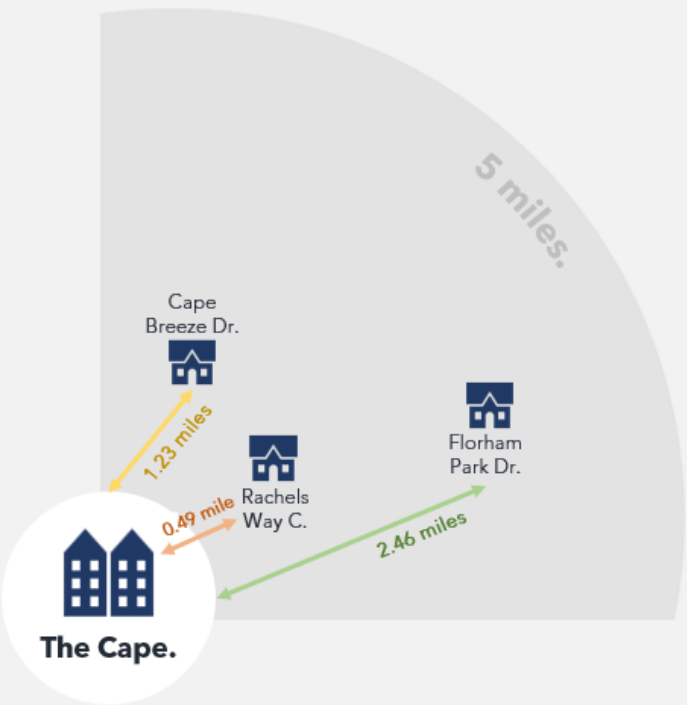 5 miles.
Cape
Breeze Dr.
1.23 miles
Florham
Park Dr.
Rachels
Way C.
0.49 mile
2.46 miles
The Cape.